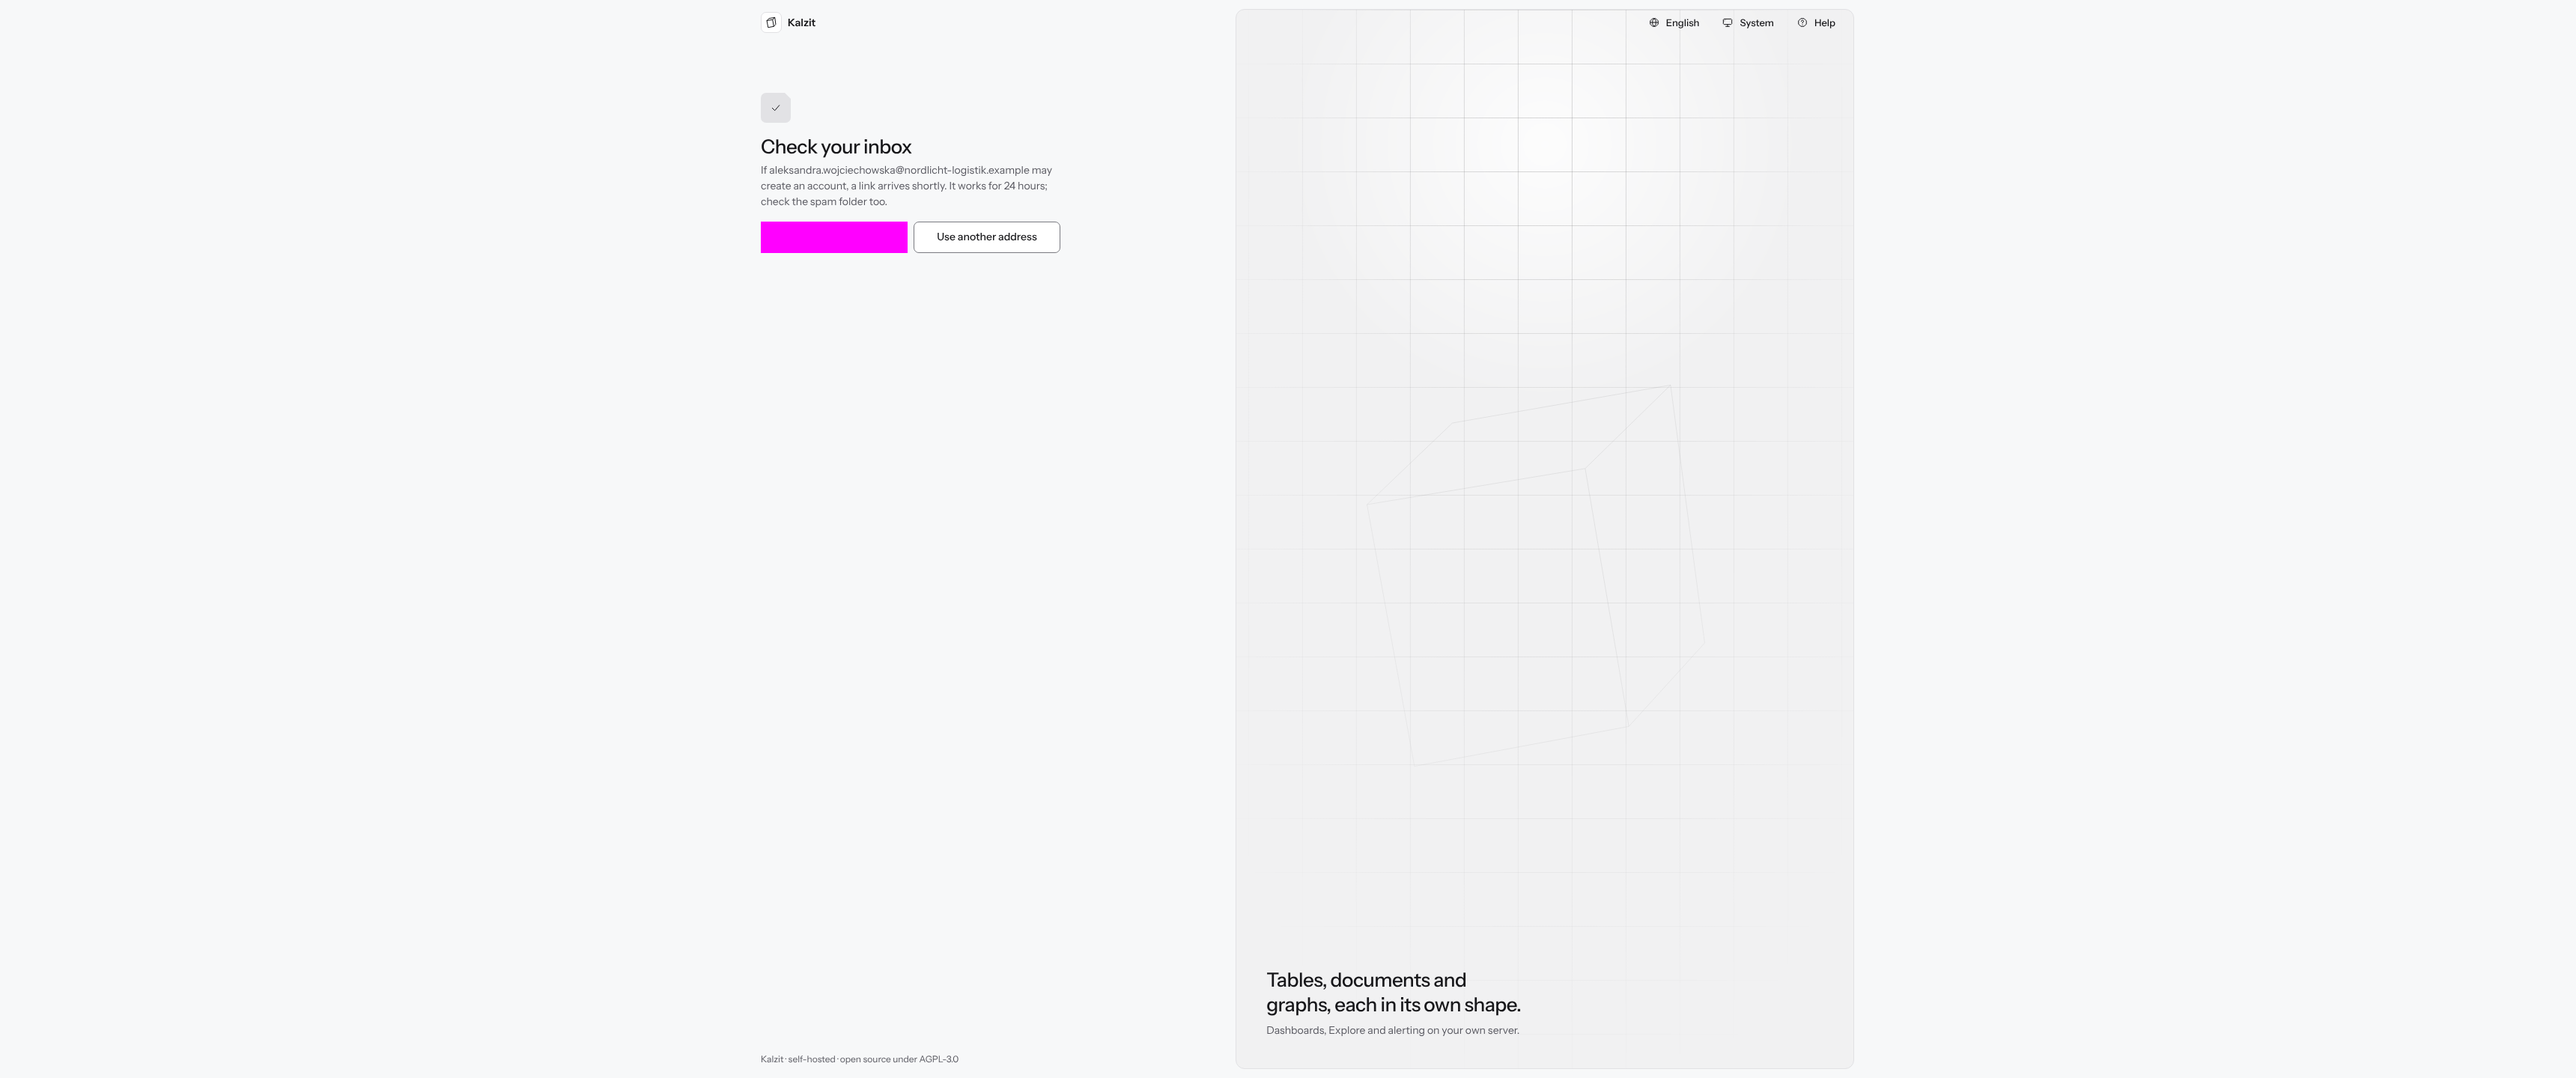 Kalzit
English
System
Help
Check your inbox
If aleksandra.wojciechowska@nordlicht-logistik.example may
create an account, a link arrives shortly. It works for 24 hours;
check the spam folder too.
Use another address
Tables, documents and
graphs, each in its own shape.
Dashboards, Explore and alerting on your own server.
Kalzit · self-hosted · open source under AGPL-3.0